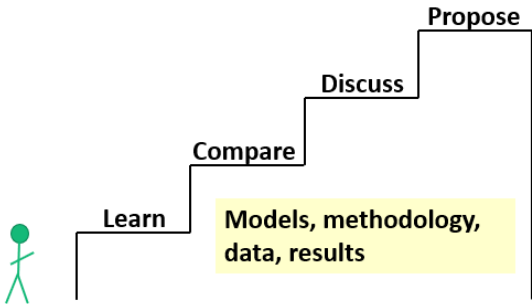 Propose
Discuss
Compare
Learn
Models, methodology,
data, results